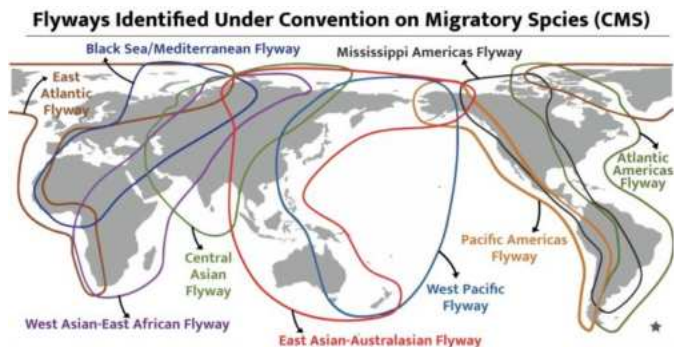 Flyways Identified Under Convention on Migratory Spcies (CMS)
Black Sea/Mediterranean Flyway
Mississippi Americas Flyway
East
Atlantic
Flyway
Atlantic
Americas
Flyway
Central
Asian
Flyway
Pacific Americas
Flyway
West Pacific
Flyway
West Asian-East African Flyway
East Asian-Australasian Flyway